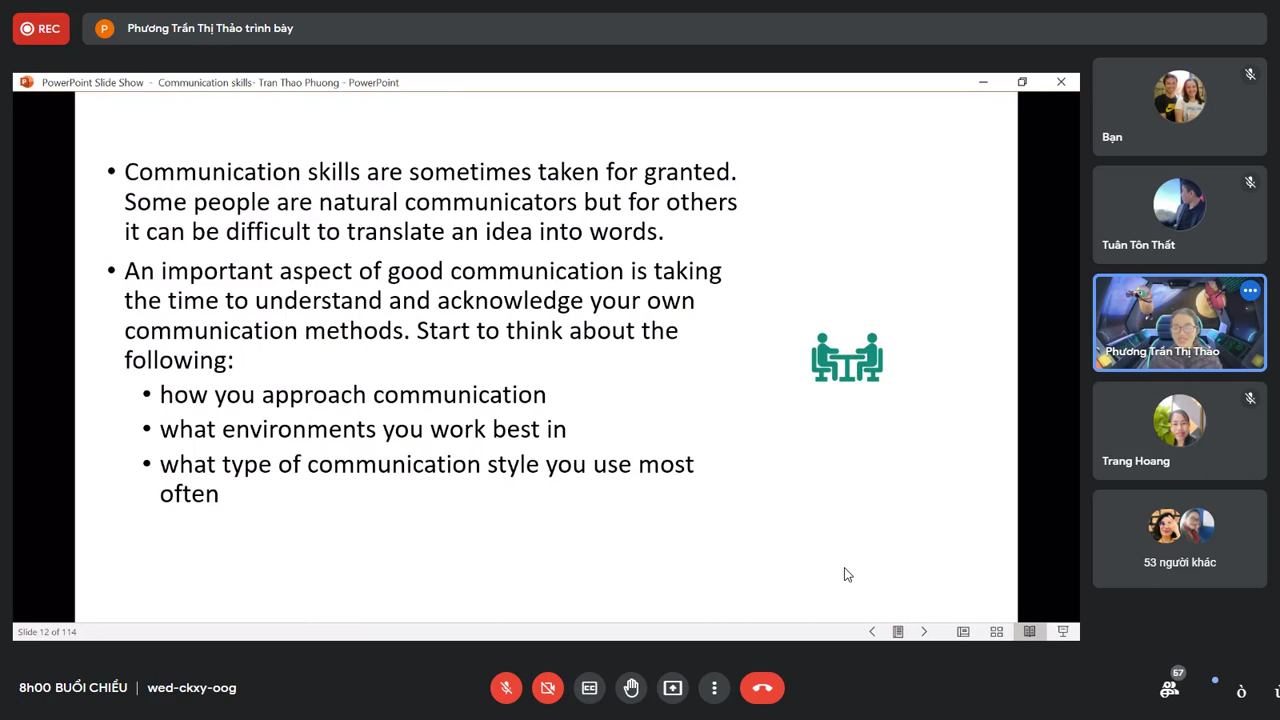 REC
P
Phương Trần Thị Thảo trình bày
PowerPoint Slide Show - Communication skills- Tran Thao Phuong - PowerPoint
• Communication skills are sometimes taken for granted.
Some people are natural communicators but for others
it can be difficult to translate an idea into words.
• An important aspect of good communication is taking
the time to understand and acknowledge your own
communication methods. Start to think about the
following:
• how you approach communication
• what environments you work best in
• what type of communication style you use most
often
Slide 12 of 114
Bạn
Tuân Tôn Thất
Phương Trần Thị Thảo
Trang Hoang
53 người khác
8h00 BUỔI CHIỀU | wed-ckxy-oog
CC
57